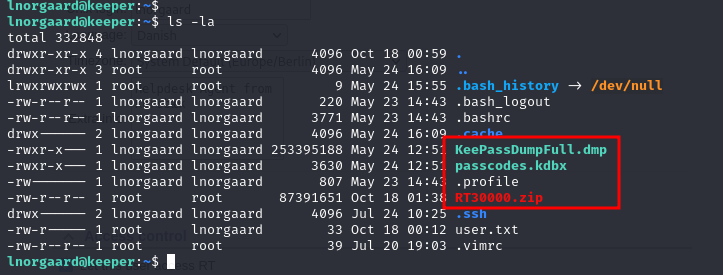 lnorgaard@keeper:~$
lnorgaard@keeper:~$ ls -la
total 332848
drwxr-xr-x 4 lnorgaard lnorgaard 4096 Oct 18 00:59 .
drwxr-xr-x 3 root root 4096 May 24 16:09 ..
lrwxrwxrwx 1 root root 9 May 24 15:55 .bash_history -> /dev/null
-rw-r--r-- 1 lnorgaard lnorgaard 220 May 23 14:43 .bash_logout
-rw-r--r-- 1 lnorgaard lnorgaard 3771 May 23 14:43 .bashrc
drwx------ 2 lnorgaard lnorgaard 4096 May 24 16:09 .cache
-rwxr-x--- 1 lnorgaard lnorgaard 253395188 May 24 12:51 KeePassDumpFull.dmp
-rwxr-x--- 1 lnorgaard lnorgaard 3630 May 24 12:51 passcodes.kdbx
-rw------- 1 lnorgaard lnorgaard 807 May 23 14:43 .profile
-rw-r--r-- 1 root root 87391651 Oct 18 01:38 RT30000.zip
drwx------ 2 lnorgaard lnorgaard 4096 Jul 24 10:25 .ssh
-rw-r----- 1 root lnorgaard 33 Oct 18 00:12 user.txt
-rw-r--r-- 1 root root 39 Jul 20 19:03 .vimrc
lnorgaard@keeper:~$